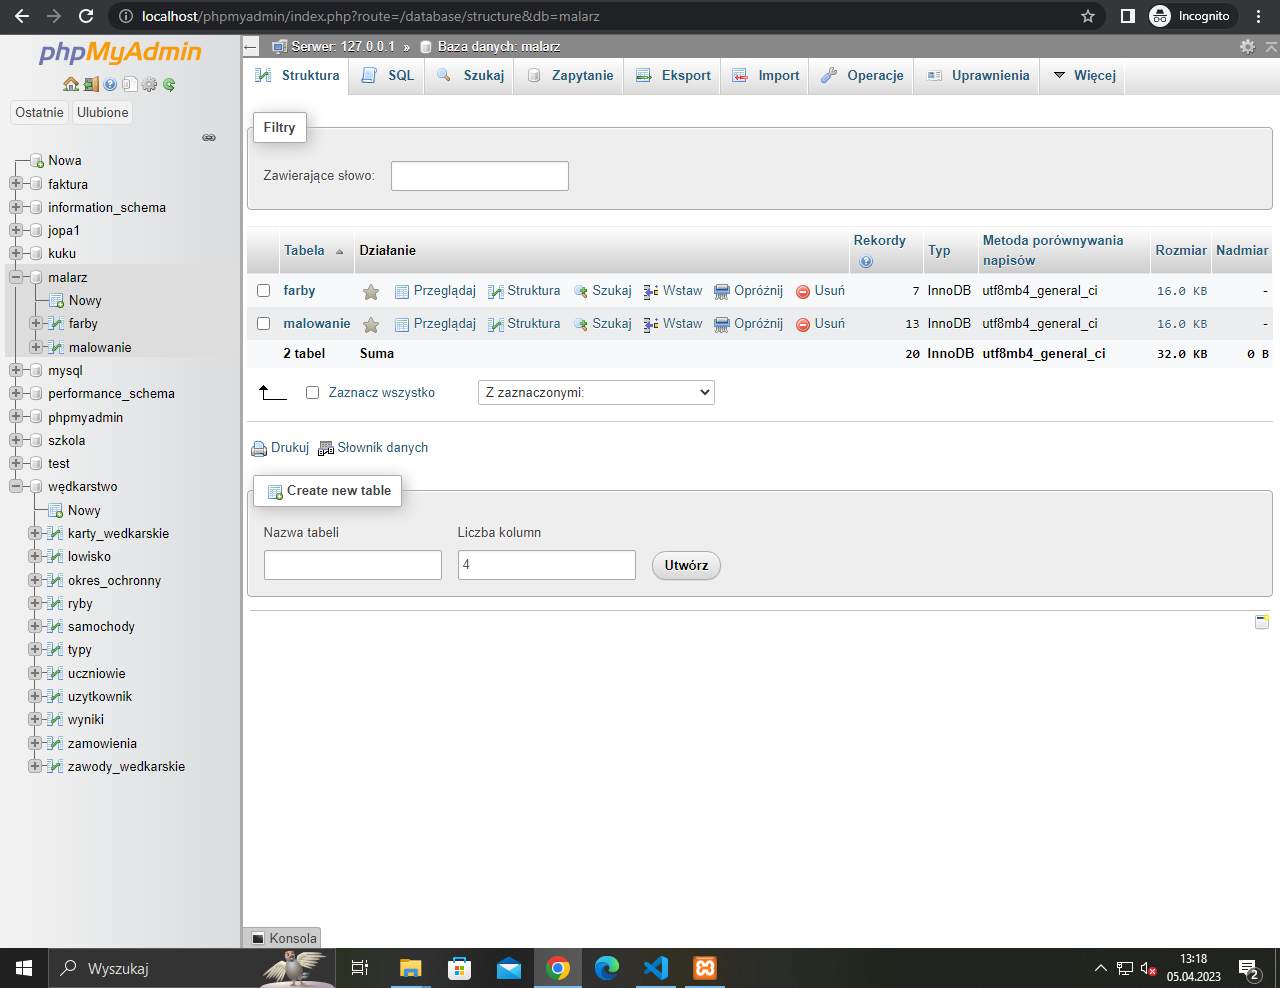 localhost/phpmyadmin/index.php?route=/database/structure&db=malarz
Incognito
phpMyAdmin
Ostatnie Ulubione
Nowa
faktura
information_schema
jopa1
kuku
malarz
Nowy
farby
malowanie
mysql
performance_schema
phpmyadmin
szkola
test
wędkarstwo
Nowy
karty_wedkarskie
lowisko
okres_ochronny
ryby
samochody
typy
uczniowie
uzytkownik
wyniki
zamowienia
zawody_wedkarskie
Serwer: 127.0.0.1 » Baza danych: malarz
Struktura SQL Szukaj Zapytanie Eksport Import Operacje Uprawnienia Więcej
Filtry
Zawierające słowo:
Tabela Działanie Rekordy Typ Metoda porównywania napisów Rozmiar Nadmiar
farby Przeglądaj Struktura Szukaj Wstaw Opróżnij Usuń 7 InnoDB utf8mb4_general_ci 16.0 KB -
malowanie Przeglądaj Struktura Szukaj Wstaw Opróżnij Usuń 13 InnoDB utf8mb4_general_ci 16.0 KB -
2 tabel Suma 20 InnoDB utf8mb4_general_ci 32.0 KB 0 B
Zaznacz wszystko Z zaznaczonymi:
Drukuj Słownik danych
Create new table
Nazwa tabeli Liczba kolumn
4 Utwórz
Konsola
Wyszukaj
13:18
05.04.2023
2